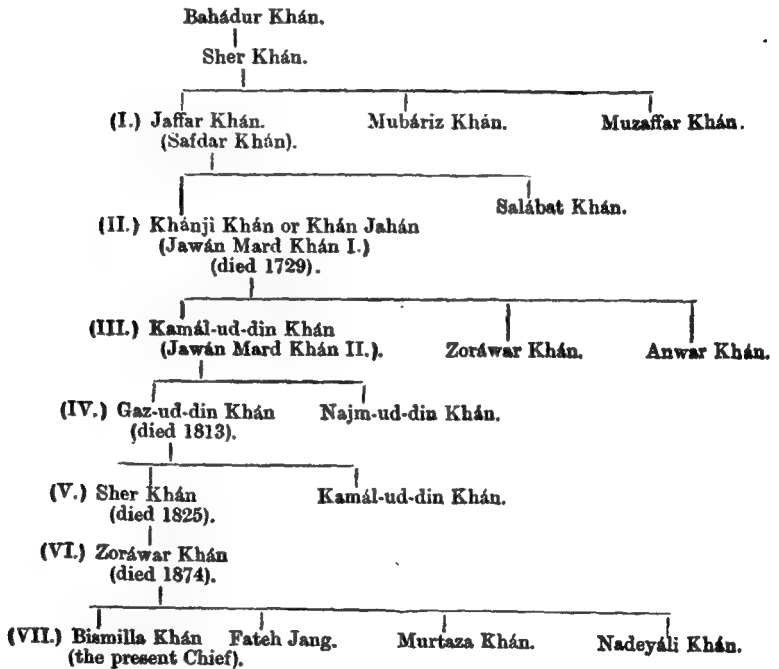 Bahádur Khán.
Sher Khán.
(I.) Jaffar Khán. Mubáriz Khán. Muzaffar Khán.
(Safdar Khán).
Salábat Khán.
(II.) Khánji Khán or Khán Jahán
(Jawán Mard Khán I.)
(died 1729).
(III.) Kamál-ud-din Khán
(Jawán Mard Khán II.). Zoráwar Khán. Anwar Khán.
(IV.) Gaz-ud-din Khán Najm-ud-din Khán.
(died 1813).
(V.) Sher Khán Kamál-ud-din Khán.
(died 1825).
(VI.) Zoráwar Khán
(died 1874).
(VII.) Bismilla Khán Fateh Jang. Murtaza Khán. Nadeyáli Khán.
(the present Chief).